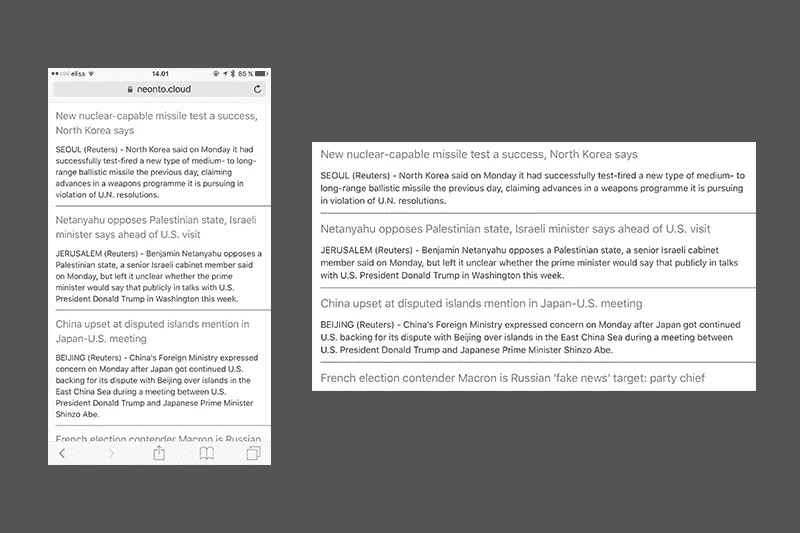 elisa 14.01 85 %
neonto.cloud
New nuclear-capable missile test a success,
North Korea says
SEOUL (Reuters) - North Korea said on Monday it had
successfully test-fired a new type of medium- to long-
range ballistic missile the previous day, claiming
advances in a weapons programme it is pursuing in
violation of U.N. resolutions.
Netanyahu opposes Palestinian state, Israeli
minister says ahead of U.S. visit
JERUSALEM (Reuters) - Benjamin Netanyahu opposes a
Palestinian state, a senior Israeli cabinet member said
on Monday, but left it unclear whether the prime
minister would say that publicly in talks with U.S.
President Donald Trump in Washington this week.
China upset at disputed islands mention in
Japan-U.S. meeting
BEIJING (Reuters) - China's Foreign Ministry expressed
concern on Monday after Japan got continued U.S.
backing for its dispute with Beijing over islands in the
East China Sea during a meeting between U.S.
President Donald Trump and Japanese Prime Minister
Shinzo Abe.
French election contender Macron is Russian
New nuclear-capable missile test a success, North Korea says
SEOUL (Reuters) - North Korea said on Monday it had successfully test-fired a new type of medium- to
long-range ballistic missile the previous day, claiming advances in a weapons programme it is pursuing
in violation of U.N. resolutions.
Netanyahu opposes Palestinian state, Israeli minister says ahead of U.S. visit
JERUSALEM (Reuters) - Benjamin Netanyahu opposes a Palestinian state, a senior Israeli cabinet
member said on Monday, but left it unclear whether the prime minister would say that publicly in talks
with U.S. President Donald Trump in Washington this week.
China upset at disputed islands mention in Japan-U.S. meeting
BEIJING (Reuters) - China's Foreign Ministry expressed concern on Monday after Japan got continued
U.S. backing for its dispute with Beijing over islands in the East China Sea during a meeting between
U.S. President Donald Trump and Japanese Prime Minister Shinzo Abe.
French election contender Macron is Russian 'fake news' target: party chief